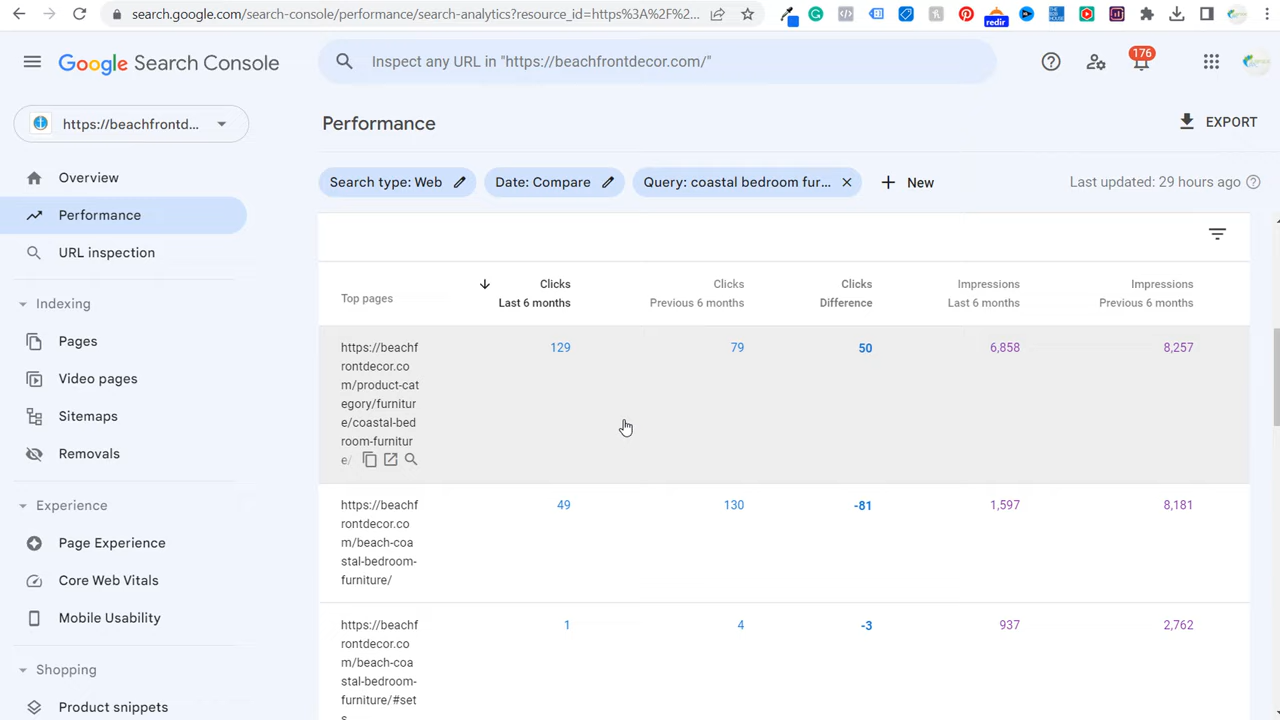 search.google.com/search-console/performance/search-analytics?resource_id=https%3A%2F%2...
redir
Google Search Console
Inspect any URL in "https://beachfrontdecor.com/"
176
https://beachfrontd...
Performance
EXPORT
Search type: Web
Date: Compare
Query: coastal bedroom fur...
New
Last updated: 29 hours ago
Overview
Performance
URL inspection
Indexing
Pages
Video pages
Sitemaps
Removals
Experience
Page Experience
Core Web Vitals
Mobile Usability
Shopping
Product snippets
Top pages
Clicks
Last 6 months
Clicks
Previous 6 months
Clicks
Difference
Impressions
Last 6 months
Impressions
Previous 6 months
https://beachf
rontdecor.co
m/product-cat
egory/furnitur
e/coastal-bed
room-furnitur
e/
129
79
50
6,858
8,257
https://beachf
rontdecor.co
m/beach-coa
stal-bedroom-
furniture/
49
130
-81
1,597
8,181
https://beachf
rontdecor.co
m/beach-coa
stal-bedroom-
furniture/#set
s
1
4
-3
937
2,762